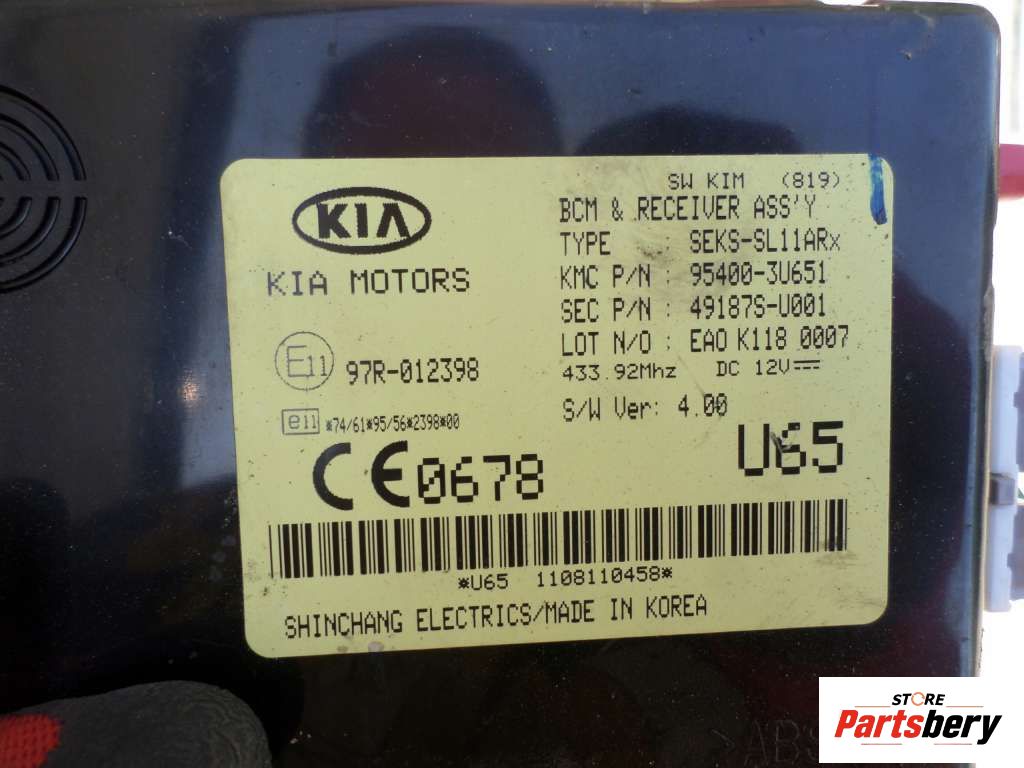 SW KIM (819)
KIA
BCM & RECEIVER ASS'Y
TYPE : SEKS-SL11ARx
KIA MOTORS
KMC P/N : 95400-3U651
SEC P/N : 49187S-U001
LOT N/O : EAO K118 0007
E11 97R-012398
433.92Mhz DC 12V
S/W Ver: 4.00
e11 *74/61*95/56*2398*00
CE0678
U65
*U65 1108110458*
SHINCHANG ELECTRICS/MADE IN KOREA
>ABS
STORE
Partsbery